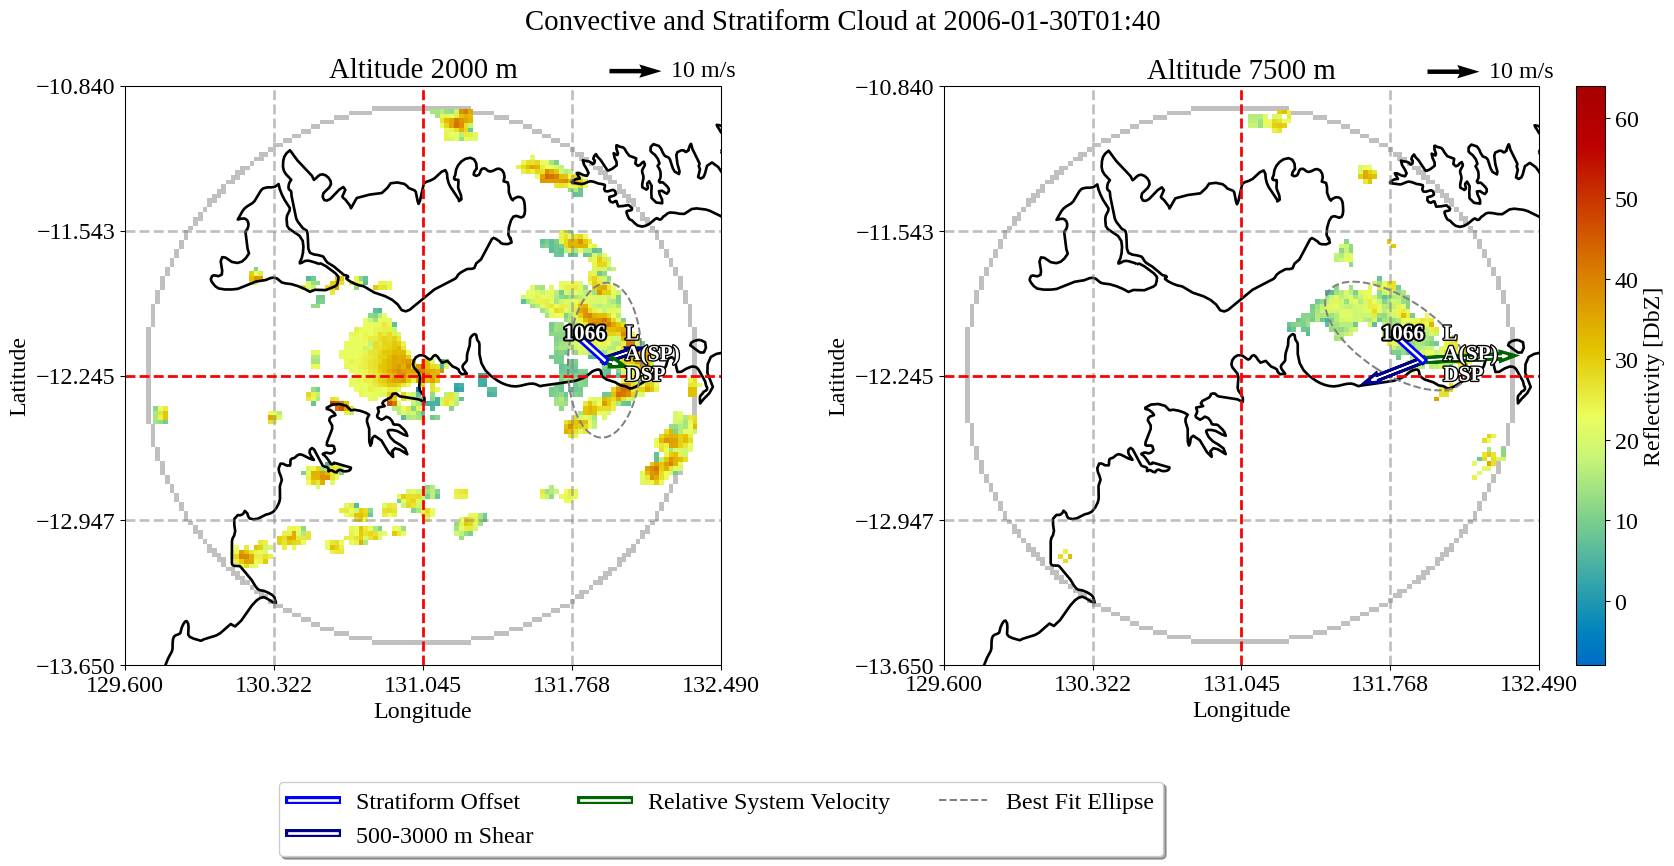 Convective and Stratiform Cloud at 2006-01-30T01:40
Altitude 2000 m
10 m/s
−10.840
−11.543
−12.245
−12.947
−13.650
129.600
130.322
131.045
131.768
132.490
Latitude
Longitude
1066
L
A(SP)
DSP
Altitude 7500 m
10 m/s
−10.840
−11.543
−12.245
−12.947
−13.650
129.600
130.322
131.045
131.768
132.490
Latitude
Longitude
1066
L
A(SP)
DSP
60
50
40
30
20
10
0
Reflectivity [DbZ]
Stratiform Offset
Relative System Velocity
Best Fit Ellipse
500-3000 m Shear